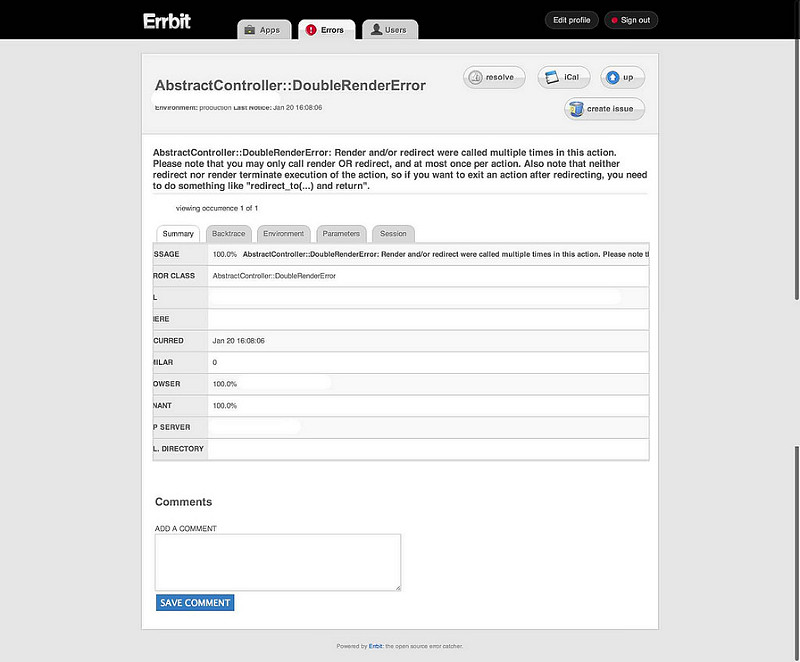 Errbit
Apps
Errors
Users
Edit profile
Sign out
AbstractController::DoubleRenderError
resolve
iCal
up
create issue
Environment: production Last Notice: Jan 20 16:08:06
AbstractController::DoubleRenderError: Render and/or redirect were called multiple times in this action.
Please note that you may only call render OR redirect, and at most once per action. Also note that neither
redirect nor render terminate execution of the action, so if you want to exit an action after redirecting, you need
to do something like "redirect_to(...) and return".
viewing occurrence 1 of 1
Summary
Backtrace
Environment
Parameters
Session
SSAGE 100.0% AbstractController::DoubleRenderError: Render and/or redirect were called multiple times in this action. Please note t
ROR CLASS AbstractController::DoubleRenderError
L
HERE
CURRED Jan 20 16:08:06
MILAR 0
OWSER 100.0%
NANT 100.0%
P SERVER
L. DIRECTORY
Comments
ADD A COMMENT
SAVE COMMENT
Powered by Errbit: the open source error catcher.